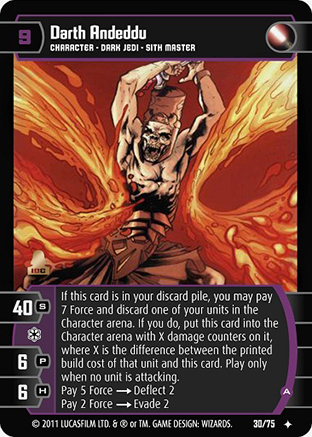 9
Darth Andeddu
CHARACTER • DARK JEDI • SITH MASTER
IDC
40 S
6 P
6 H
If this card is in your discard pile, you may pay
7 Force and discard one of your units in the
Character arena. If you do, put this card into the
Character arena with X damage counters on it,
where X is the difference between the printed
build cost of that unit and this card. Play only
when no unit is attacking.
Pay 5 Force → Deflect 2
Pay 2 Force → Evade 2
A
© 2011 LUCASFILM LTD. & ® or TM. GAME DESIGN: WIZARDS.
30/75